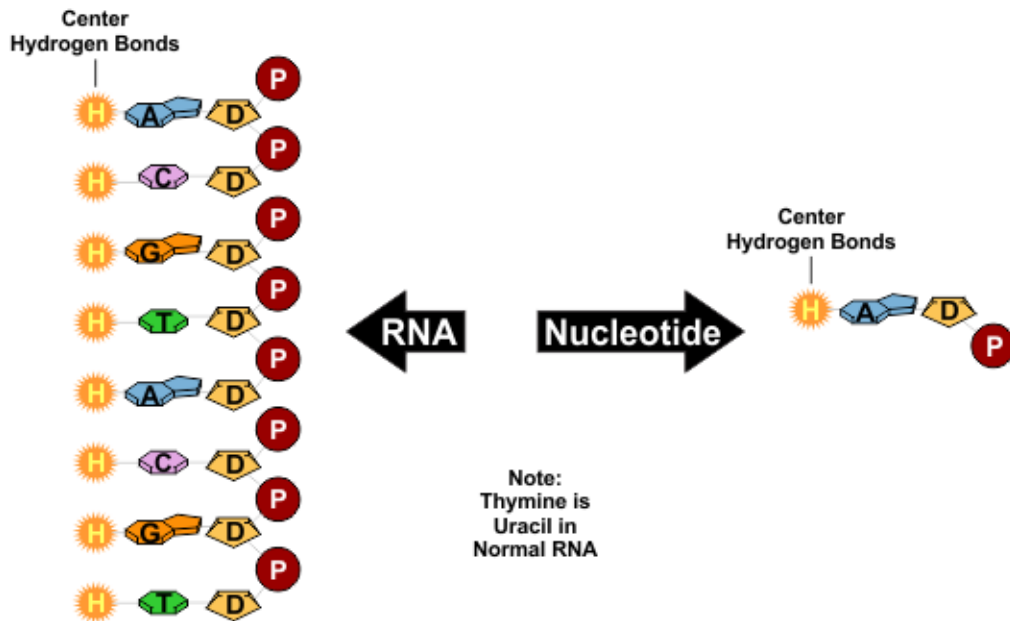 Center
Hydrogen Bonds
P
H A D
P
H C D
P
H G D
P
H T D
P
H A D
P
H C D
P
H G D
P
H T D
RNA
Nucleotide
Center
Hydrogen Bonds
H A D
P
Note:
Thymine is
Uracil in
Normal RNA